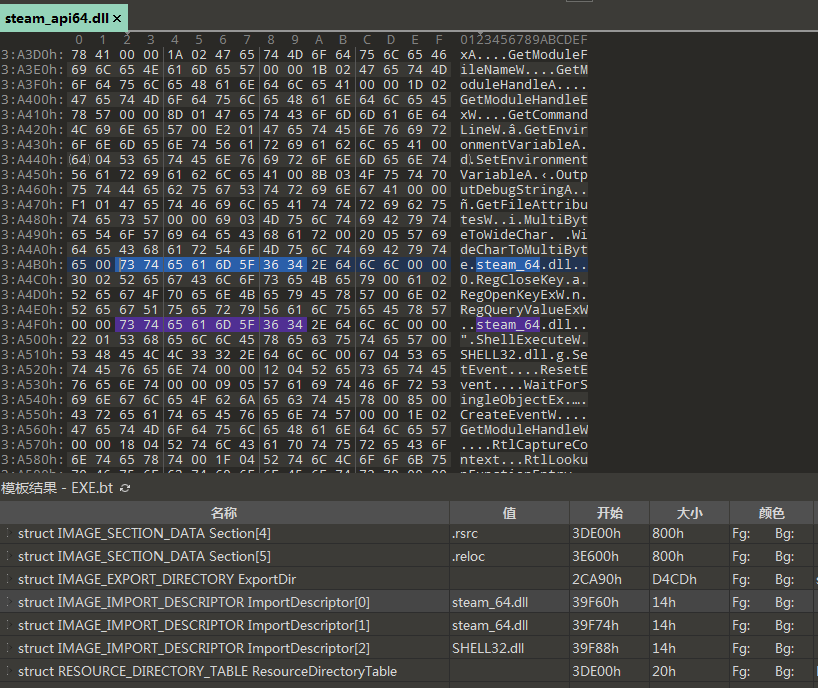 steam_api64.dll ×
0 1 2 3 4 5 6 7 8 9 A B C D E F 0123456789ABCDEF
3:A3D0h: 78 41 00 00 1A 02 47 65 74 4D 6F 64 75 6C 65 46 xA....GetModuleF
3:A3E0h: 69 6C 65 4E 61 6D 65 57 00 00 1B 02 47 65 74 4D ileNameW....GetM
3:A3F0h: 6F 64 75 6C 65 48 61 6E 64 6C 65 41 00 00 1D 02 oduleHandleA....
3:A400h: 47 65 74 4D 6F 64 75 6C 65 48 61 6E 64 6C 65 45 GetModuleHandleE
3:A410h: 78 57 00 00 8D 01 47 65 74 43 6F 6D 6D 61 6E 64 xW....GetCommand
3:A420h: 4C 69 6E 65 57 00 E2 01 47 65 74 45 6E 76 69 72 LineW.â.GetEnvir
3:A430h: 6F 6E 6D 65 6E 74 56 61 72 69 61 62 6C 65 41 00 onmentVariableA.
3:A440h: (64) 04 53 65 74 45 6E 76 69 72 6F 6E 6D 65 6E 74 d.SetEnvironment
3:A450h: 56 61 72 69 61 62 6C 65 41 00 8B 03 4F 75 74 70 VariableA.‹.Outp
3:A460h: 75 74 44 65 62 75 67 53 74 72 69 6E 67 41 00 00 utDebugStringA..
3:A470h: F1 01 47 65 74 46 69 6C 65 41 74 74 72 69 62 75 ñ.GetFileAttribu
3:A480h: 74 65 73 57 00 00 69 03 4D 75 6C 74 69 42 79 74 tesW..i.MultiByt
3:A490h: 65 54 6F 57 69 64 65 43 68 61 72 00 20 05 57 69 eToWideChar. .Wi
3:A4A0h: 64 65 43 68 61 72 54 6F 4D 75 6C 74 69 42 79 74 deCharToMultiByt
3:A4B0h: 65 00 73 74 65 61 6D 5F 36 34 2E 64 6C 6C 00 00 e.steam_64.dll..
3:A4C0h: 30 02 52 65 67 43 6C 6F 73 65 4B 65 79 00 61 02 0.RegCloseKey.a.
3:A4D0h: 52 65 67 4F 70 65 6E 4B 65 79 45 78 57 00 6E 02 RegOpenKeyExW.n.
3:A4E0h: 52 65 67 51 75 65 72 79 56 61 6C 75 65 45 78 57 RegQueryValueExW
3:A4F0h: 00 00 73 74 65 61 6D 5F 36 34 2E 64 6C 6C 00 00 ..steam_64.dll..
3:A500h: 22 01 53 68 65 6C 6C 45 78 65 63 75 74 65 57 00 ".ShellExecuteW.
3:A510h: 53 48 45 4C 4C 33 32 2E 64 6C 6C 00 67 04 53 65 SHELL32.dll.g.Se
3:A520h: 74 45 76 65 6E 74 00 00 12 04 52 65 73 65 74 45 tEvent....ResetE
3:A530h: 76 65 6E 74 00 00 09 05 57 61 69 74 46 6F 72 53 vent....WaitForS
3:A540h: 69 6E 67 6C 65 4F 62 6A 65 63 74 45 78 00 85 00 ingleObjectEx.….
3:A550h: 43 72 65 61 74 65 45 76 65 6E 74 57 00 00 1E 02 CreateEventW....
3:A560h: 47 65 74 4D 6F 64 75 6C 65 48 61 6E 64 6C 65 57 GetModuleHandleW
3:A570h: 00 00 18 04 52 74 6C 43 61 70 74 75 72 65 43 6F ....RtlCaptureCo
3:A580h: 6E 74 65 78 74 00 1F 04 52 74 6C 4C 6F 6F 6B 75 ntext...RtlLooku
模板结果 - EXE.bt
名称 值 开始 大小 颜色
struct IMAGE_SECTION_DATA Section[4] .rsrc 3DE00h 800h Fg: Bg:
struct IMAGE_SECTION_DATA Section[5] .reloc 3E600h 800h Fg: Bg:
struct IMAGE_EXPORT_DIRECTORY ExportDir 2CA90h D4CDh Fg: Bg:
struct IMAGE_IMPORT_DESCRIPTOR ImportDescriptor[0] steam_64.dll 39F60h 14h Fg: Bg:
struct IMAGE_IMPORT_DESCRIPTOR ImportDescriptor[1] steam_64.dll 39F74h 14h Fg: Bg:
struct IMAGE_IMPORT_DESCRIPTOR ImportDescriptor[2] SHELL32.dll 39F88h 14h Fg: Bg:
struct RESOURCE_DIRECTORY_TABLE ResourceDirectoryTable 3DE00h 20h Fg: Bg: